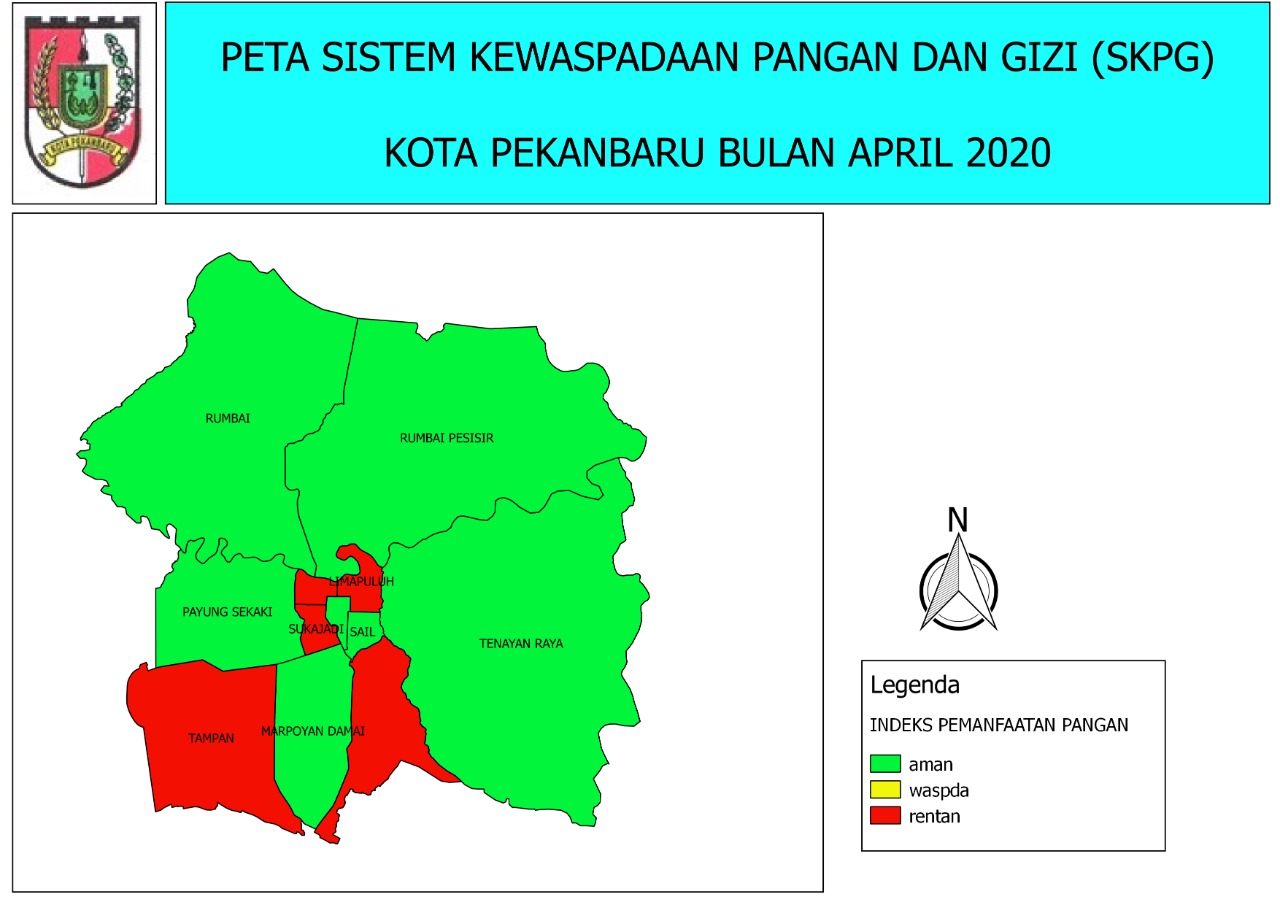 PETA SISTEM KEWASPADAAN PANGAN DAN GIZI (SKPG)
KOTA PEKANBARU BULAN APRIL 2020
KOTA PEKANBARU
RUMBAI
RUMBAI PESISIR
LIMAPULUH
PAYUNG SEKAKI
SUKAJADI
SAIL
TENAYAN RAYA
MARPOYAN DAMAI
TAMPAN
N
Legenda
INDEKS PEMANFAATAN PANGAN
aman
waspda
rentan